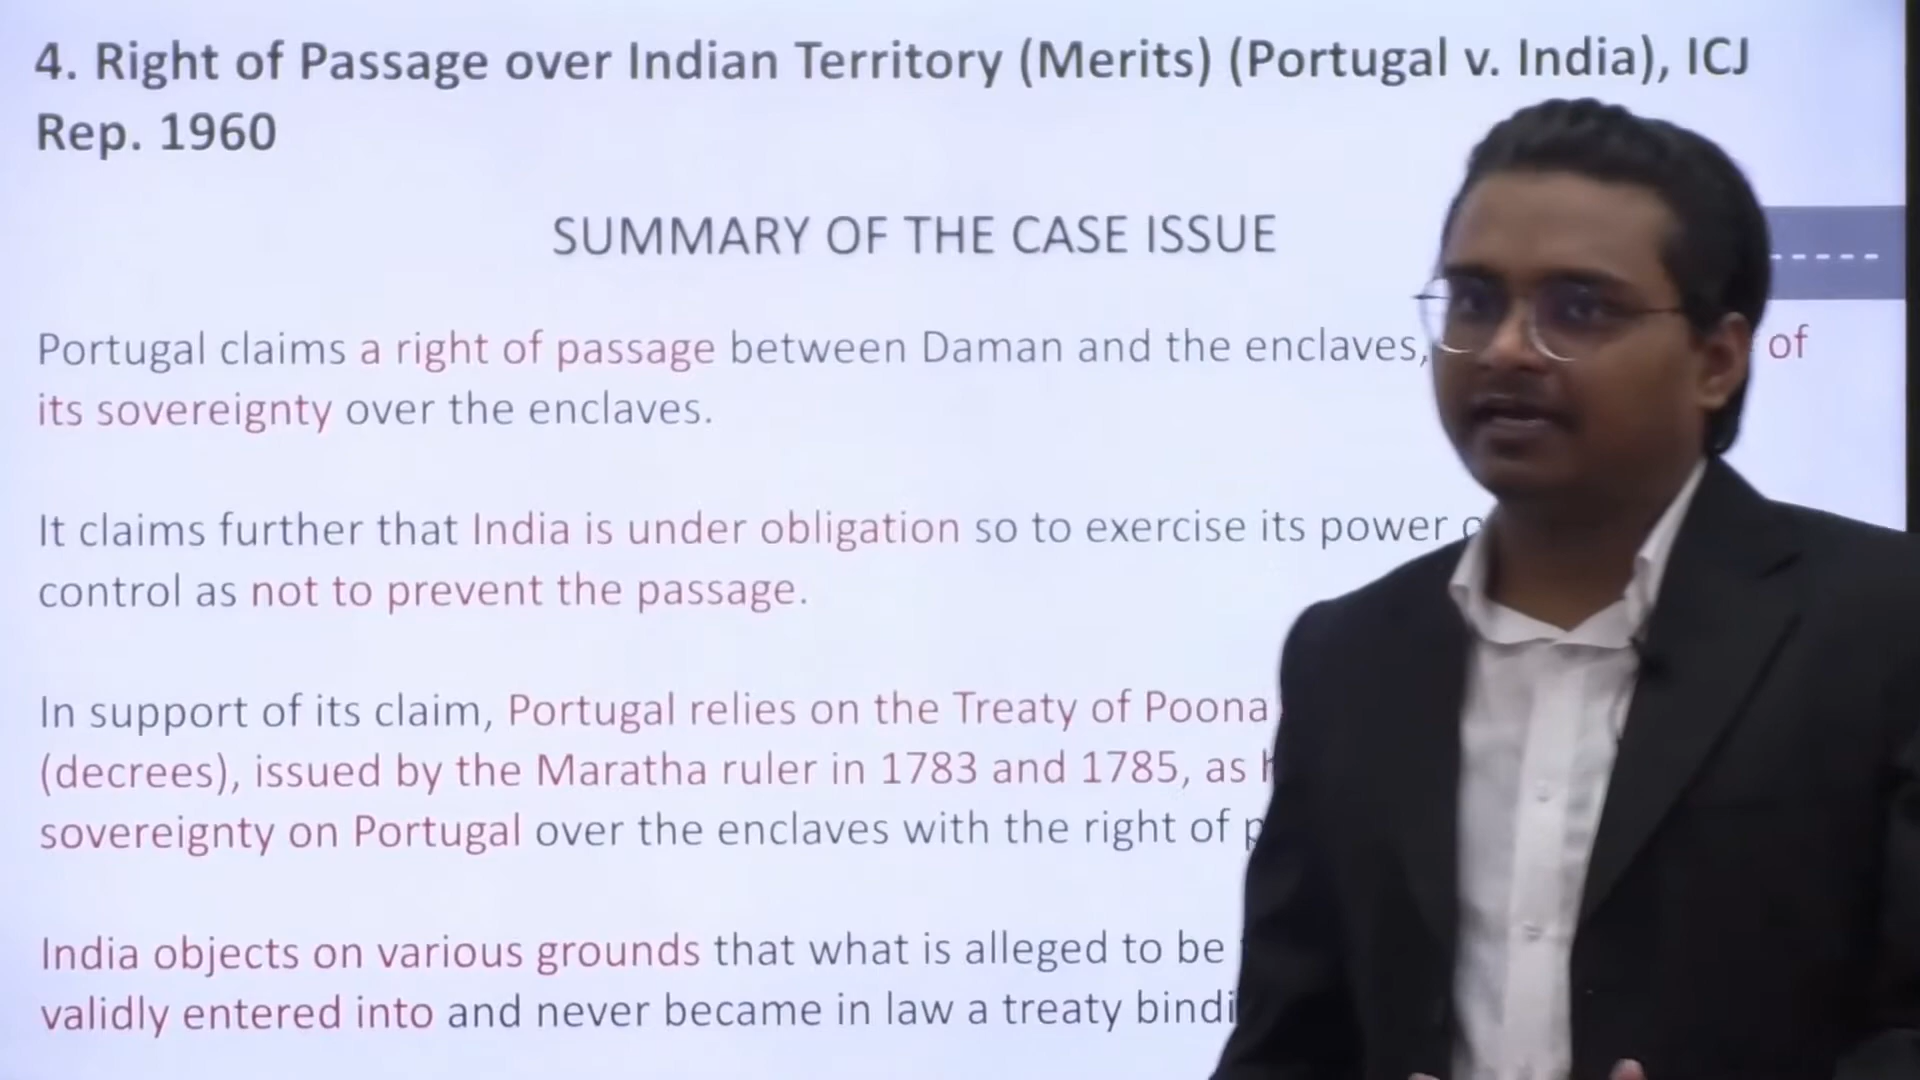 4. Right of Passage over Indian Territory (Merits) (Portugal v. India), ICJ
Rep. 1960
SUMMARY OF THE CASE ISSUE
Portugal claims a right of passage between Daman and the enclaves, of
its sovereignty over the enclaves.
It claims further that India is under obligation so to exercise its power
control as not to prevent the passage.
In support of its claim, Portugal relies on the Treaty of Poona
(decrees), issued by the Maratha ruler in 1783 and 1785, as
sovereignty on Portugal over the enclaves with the right of
India objects on various grounds that what is alleged to be
validly entered into and never became in law a treaty